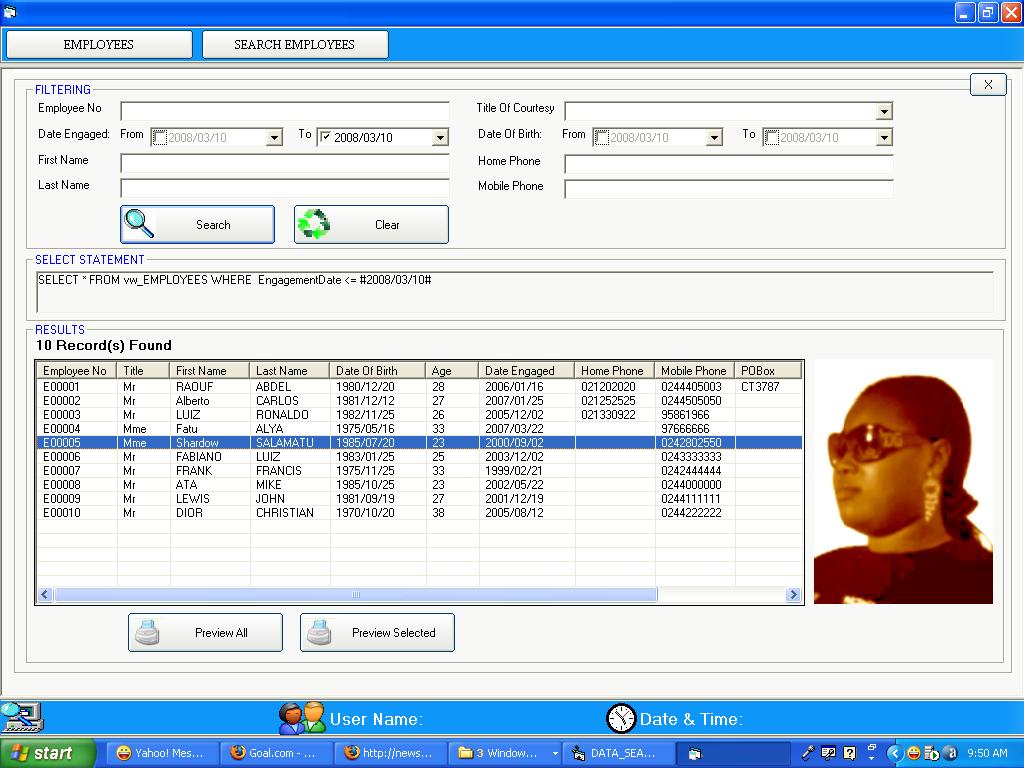 EMPLOYEES SEARCH EMPLOYEES
X
FILTERING
Employee No Title Of Courtesy
Date Engaged: From 2008/03/10 To 2008/03/10 Date Of Birth: From 2008/03/10 To 2008/03/10
First Name Home Phone
Last Name Mobile Phone
Search Clear
SELECT STATEMENT
SELECT * FROM vw_EMPLOYEES WHERE EngagementDate <= #2008/03/10#
RESULTS
10 Record(s) Found
Employee No Title First Name Last Name Date Of Birth Age Date Engaged Home Phone Mobile Phone POBox
E00001 Mr RAOUF ABDEL 1980/12/20 28 2006/01/16 021202020 0244405003 CT3787
E00002 Mr Alberto CARLOS 1981/12/12 27 2007/01/25 021252525 0244505050
E00003 Mr LUIZ RONALDO 1982/11/25 26 2005/12/02 021330922 95861966
E00004 Mme Fatu ALYA 1975/05/16 33 2007/03/22 97666666
E00005 Mme Shardow SALAMATU 1985/07/20 23 2000/09/02 0242802550
E00006 Mr FABIANO LUIZ 1983/01/25 25 2003/12/02 0243333333
E00007 Mr FRANK FRANCIS 1975/11/25 33 1999/02/21 0242444444
E00008 Mr ATA MIKE 1985/10/25 23 2002/05/22 0244000000
E00009 Mr LEWIS JOHN 1981/09/19 27 2001/12/19 0244111111
E00010 Mr DIOR CHRISTIAN 1970/10/20 38 2005/08/12 0244222222
DG
Preview All Preview Selected
User Name: Date & Time:
start Yahoo! Mes... Goal.com - ... http://news... 3 Window... DATA_SEA... 9:50 AM